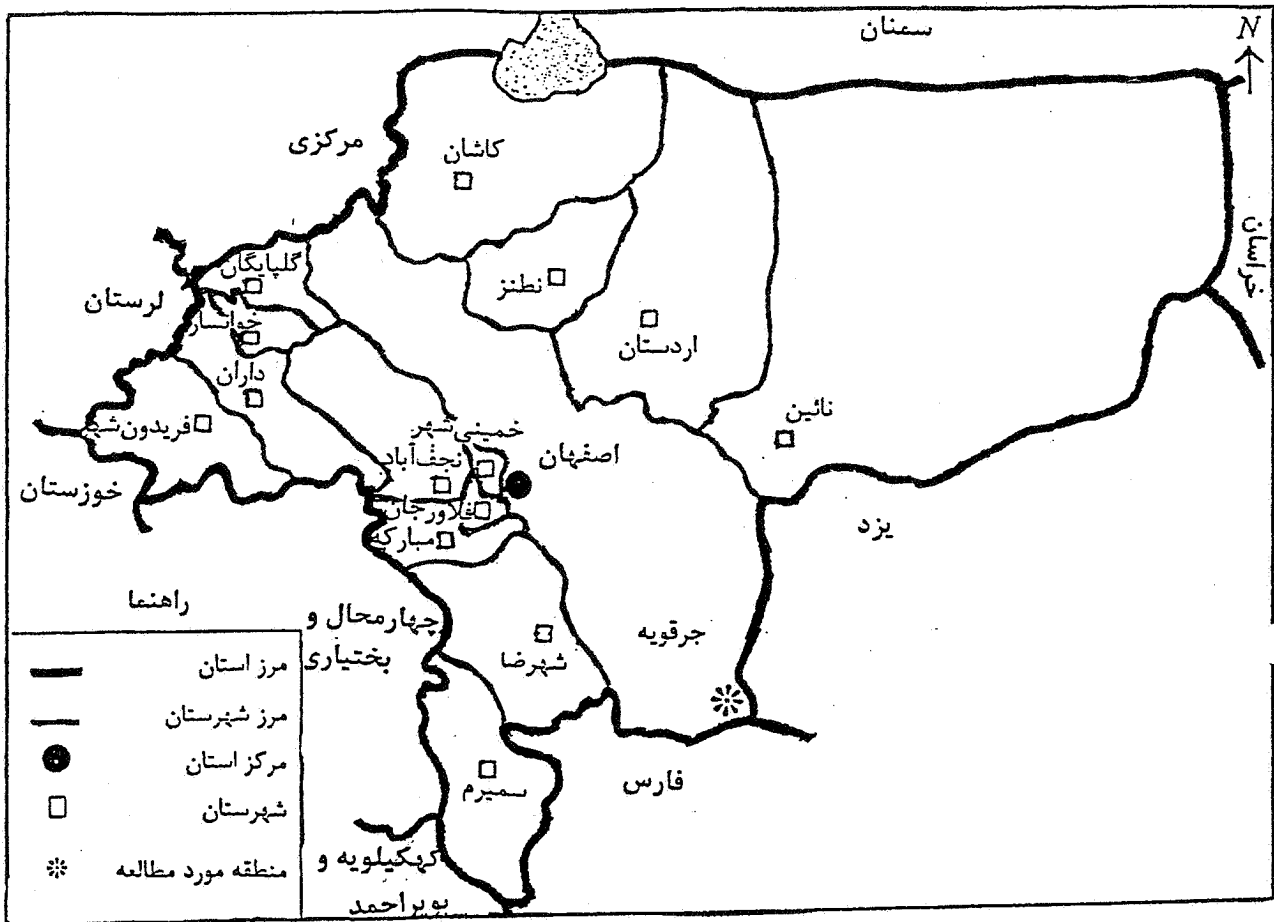 سمنان
N
مرکزی
کاشان
خراسان
گلپایگان
نطنز
لرستان
خوانسار
اردستان
داران
نائین
فریدون‌شهر
خمینی‌شهر
اصفهان
نجف‌آباد
خوزستان
فلاورجان
یزد
مبارکه
راهنما
چهارمحال و
بختیاری
جرقویه
شهرضا
مرز استان
مرز شهرستان
مرکز استان
شهرستان
منطقه مورد مطالعه
فارس
سمیرم
کهکیلویه و
بویراحمد